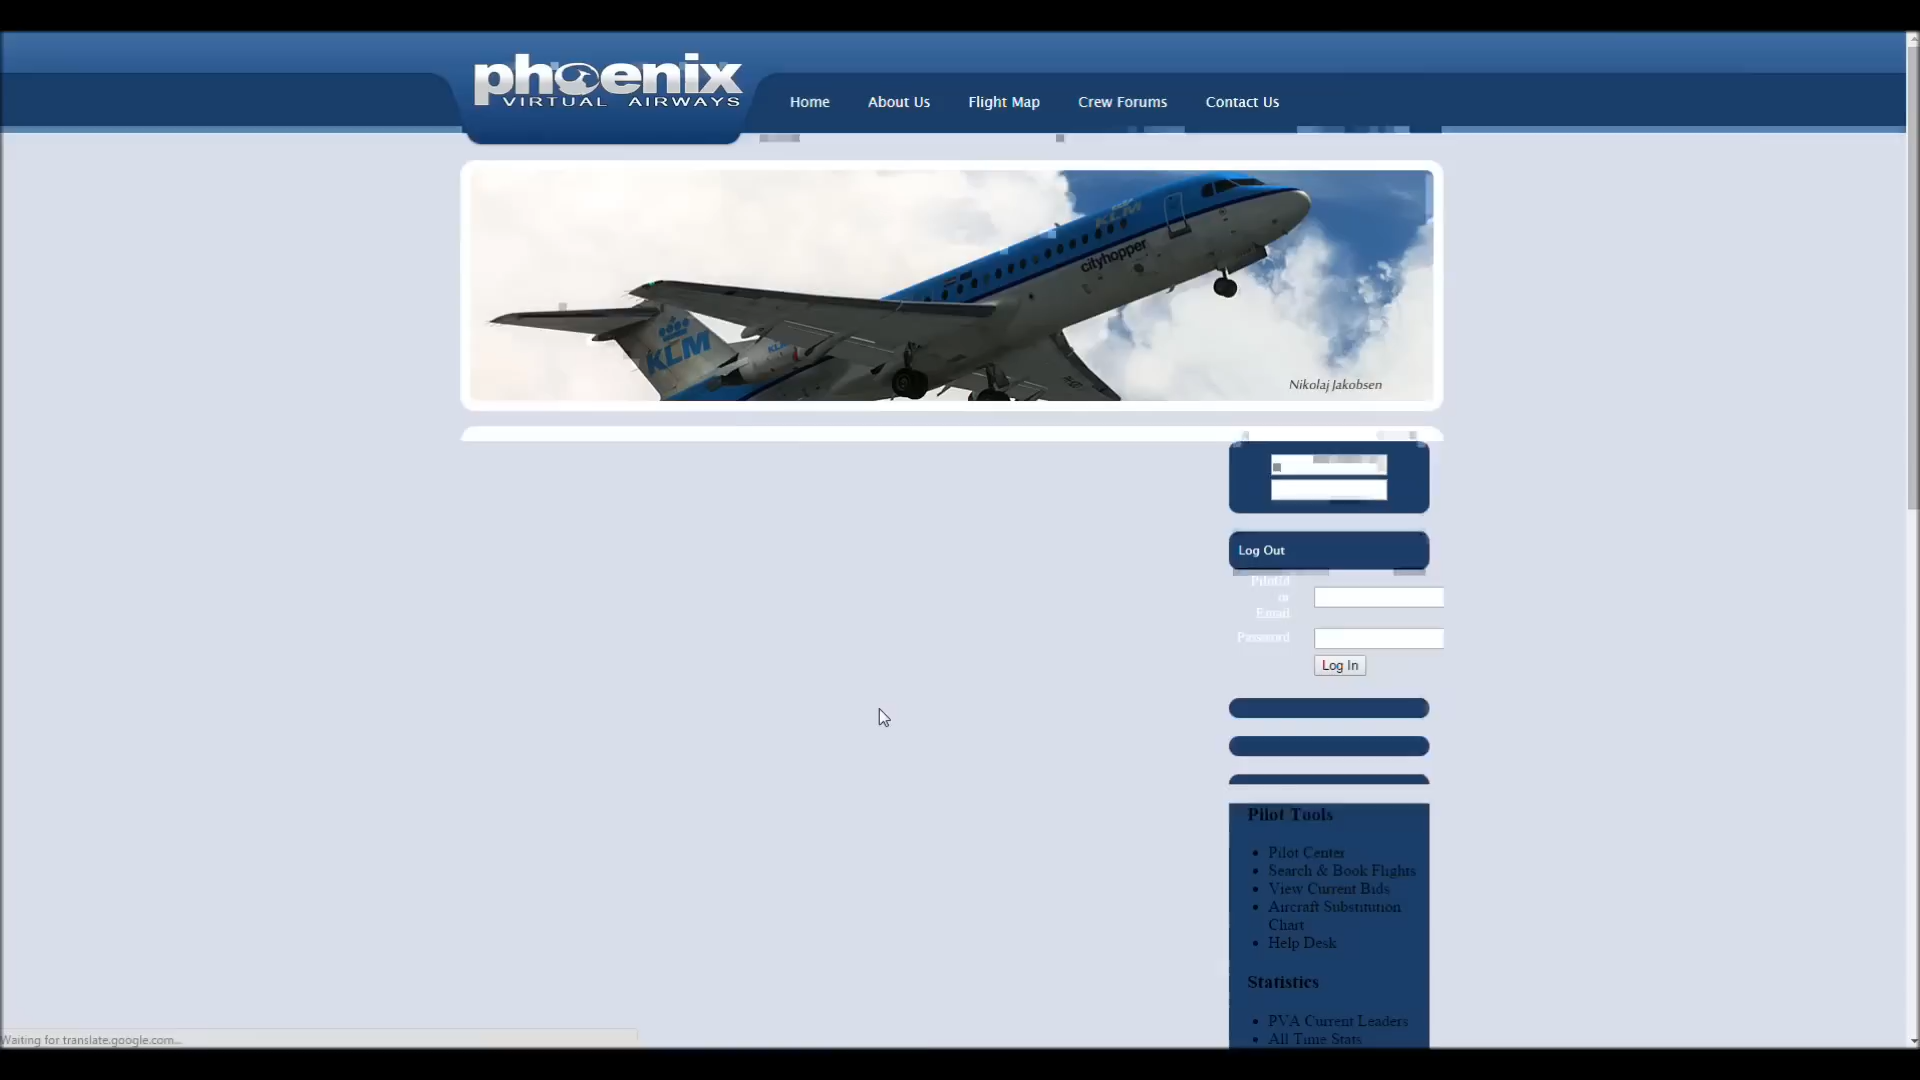 phoenix
VIRTUAL AIRWAYS
Home
About Us
Flight Map
Crew Forums
Contact Us
KLM
cityhopper
KLM
KLM
Nikolaj Jakobsen
Log Out
PilotId
or
Email
Password
Log In
Pilot Tools
Pilot Center
Search & Book Flights
View Current Bids
Aircraft Substitution
Chart
Help Desk
Statistics
PVA Current Leaders
All Time Stats
Waiting for translate.google.com...